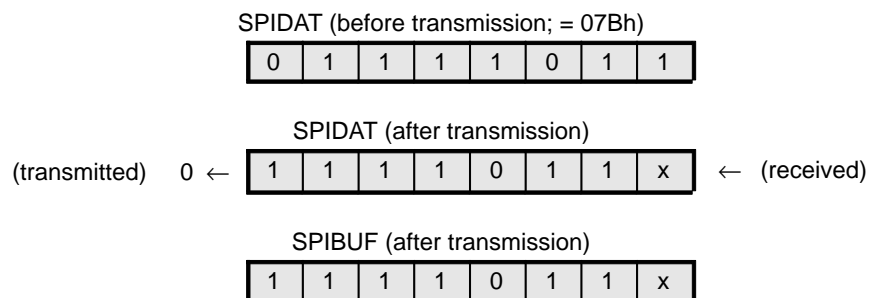 SPIDAT (before transmission; = 07Bh)
0 1 1 1 1 0 1 1
SPIDAT (after transmission)
(transmitted) 0 ← 1 1 1 1 0 1 1 x ← (received)
SPIBUF (after transmission)
1 1 1 1 0 1 1 x